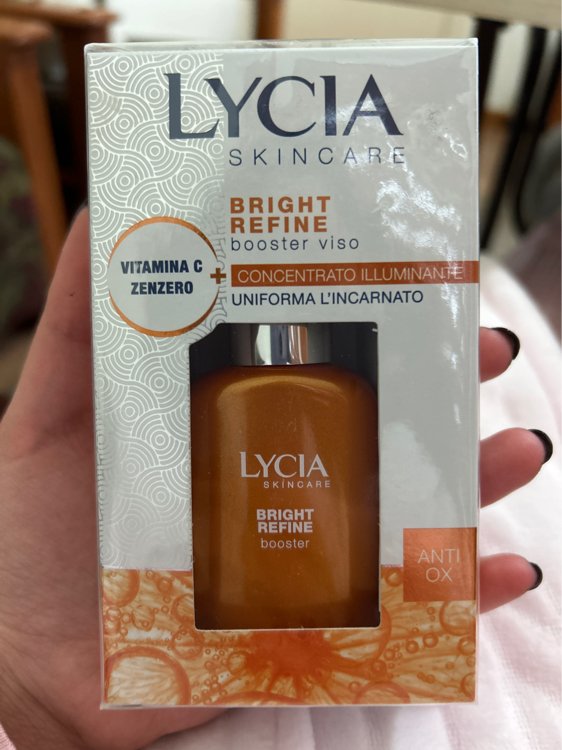 LYCIA
SKINCARE
BRIGHT
REFINE
booster viso
VITAMINA C
ZENZERO
+
CONCENTRATO ILLUMINANTE
UNIFORMA L'INCARNATO
LYCIA
SKINCARE
BRIGHT
REFINE
booster
ANTI
OX